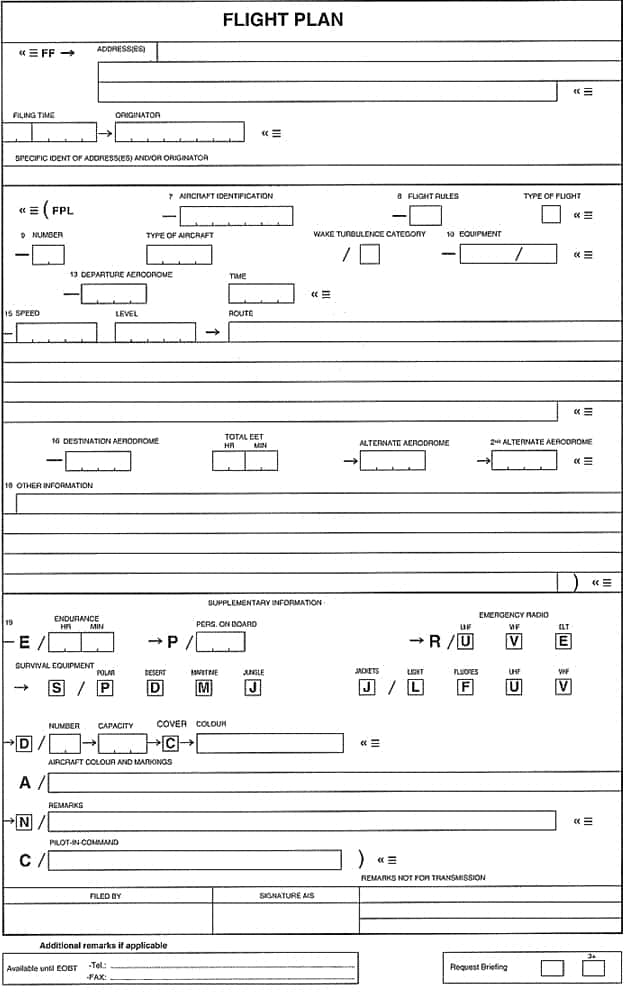 FLIGHT PLAN
« ≡ FF → ADDRESS(ES)
« ≡
FILING TIME ORIGINATOR
→ « ≡
SPECIFIC IDENT OF ADDRESS(ES) AND/OR ORIGINATOR
7 AIRCRAFT IDENTIFICATION 8 FLIGHT RULES TYPE OF FLIGHT
« ≡ ( FPL — — « ≡
9 NUMBER TYPE OF AIRCRAFT WAKE TURBULENCE CATEGORY 10 EQUIPMENT
— / — / « ≡
13 DEPARTURE AERODROME TIME
— « ≡
15 SPEED LEVEL ROUTE
— →
« ≡
16 DESTINATION AERODROME TOTAL EET ALTERNATE AERODROME 2ND ALTERNATE AERODROME
HR MIN
— → → « ≡
18 OTHER INFORMATION
) « ≡
SUPPLEMENTARY INFORMATION
19 ENDURANCE EMERGENCY RADIO
HR MIN PERS. ON BOARD UHF VHF ELT
— E / → P / → R / U V E
SURVIVAL EQUIPMENT
POLAR DESERT MARITIME JUNGLE JACKETS LIGHT FLUORES UHF VHF
→ S / P D M J J / L F U V
NUMBER CAPACITY COVER COLOUR
→ D / → → C → « ≡
AIRCRAFT COLOUR AND MARKINGS
A /
REMARKS
→ N / « ≡
PILOT-IN-COMMAND
C / ) « ≡
REMARKS NOT FOR TRANSMISSION
FILED BY SIGNATURE AIS
Additional remarks if applicable
Available until EOBT -Tel.:
-FAX:
Request Briefing